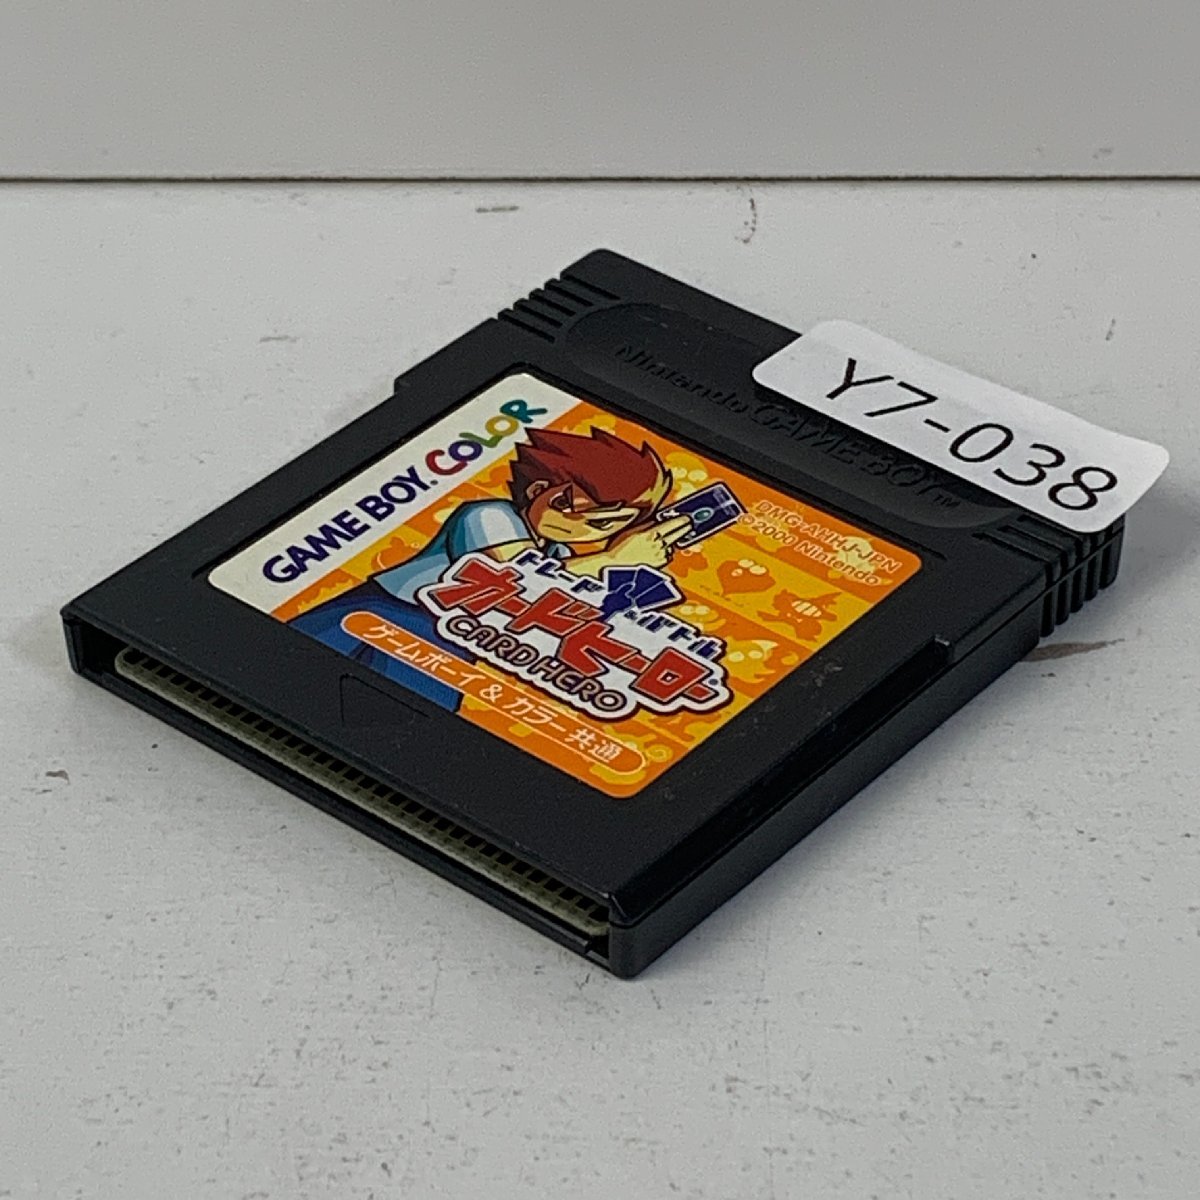 Nintendo GAME BOY™
Y7-038
GAME BOY COLOR
DMG-AHHJ-JPN
©2000 Nintendo
トレード&バトル
カードヒーロー
CARD HERO
ゲームボーイ&カラー共通